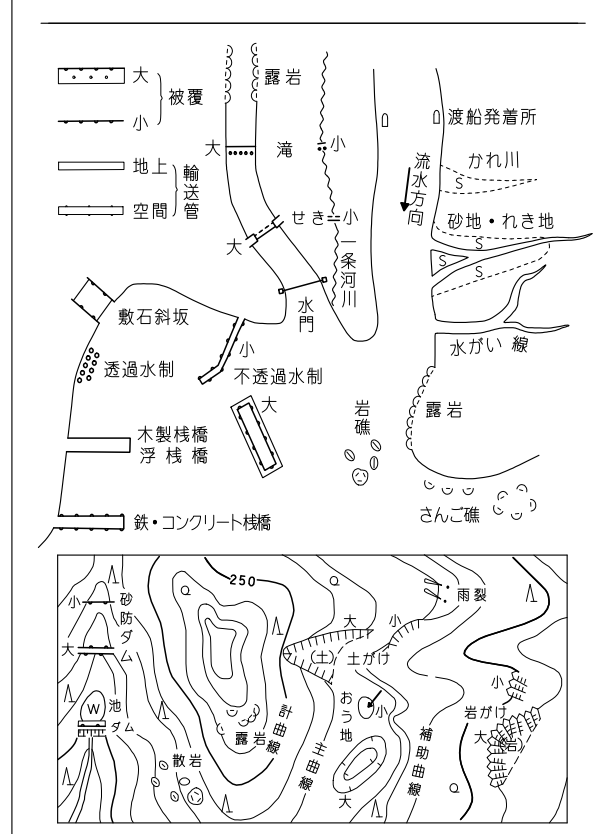 大
小
被覆
地上
空間
輸送管
露岩
大
滝
小
せき
小
大
一条河川
水門
渡船発着所
流水方向
かれ川
S
砂地・れき地
S
S
水がい線
敷石斜坂
透過水制
小
不透過水制
大
木製桟橋
浮桟橋
鉄・コンクリート桟橋
岩礁
露岩
さんご礁
小
砂防ダム
大
W
池
ダム
250
計曲線
露岩
散岩
主曲線
大
小
(土)
土がけ
おう地
小
大
補助曲線
雨裂
小
岩がけ
大
(岩)